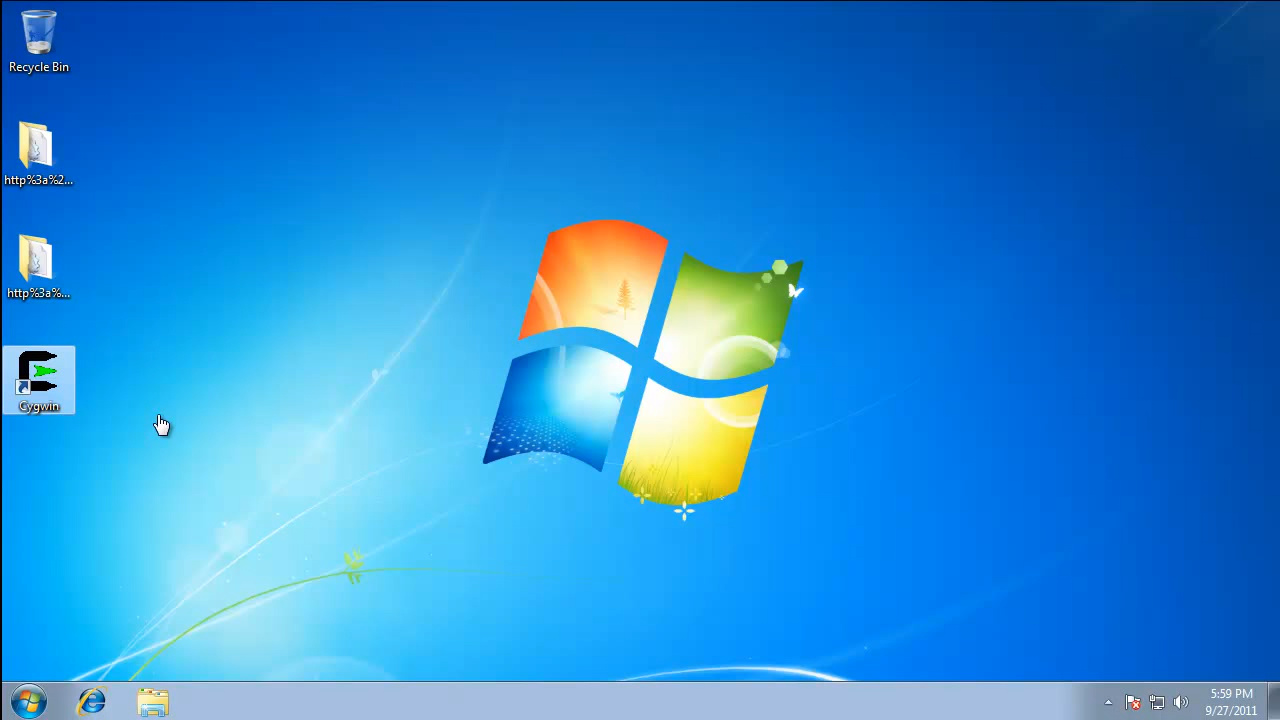 Recycle Bin
http%3a%2...
http%3a%...
Cygwin
5:59 PM
9/27/2011